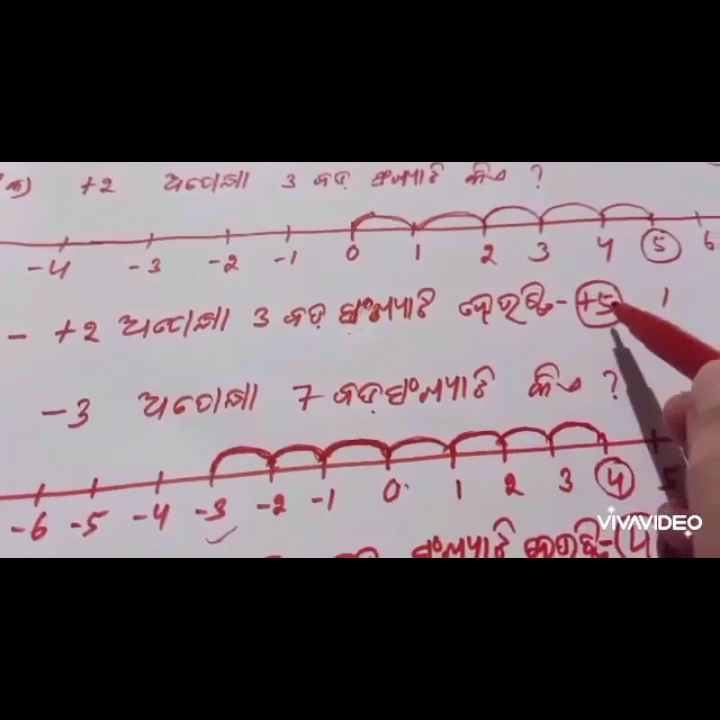 (କ) +2 ଅପେକ୍ଷା 3 ବଡ଼ ସଂଖ୍ୟାଟି କିଏ ?
-4 -3 -2 -1 0 1 2 3 4 5 6
- +2 ଅପେକ୍ଷା 3 ବଡ଼ ସଂଖ୍ୟାଟି ହେଉଛି- +5 ।
-3 ଅପେକ୍ଷା 7 ବଡ଼ ସଂଖ୍ୟାଟି କିଏ ?
-6 -5 -4 -3 -2 -1 0 1 2 3 4 5
VIVAVIDEO
ସଂଖ୍ୟାଟି ହେଉଛି- 4